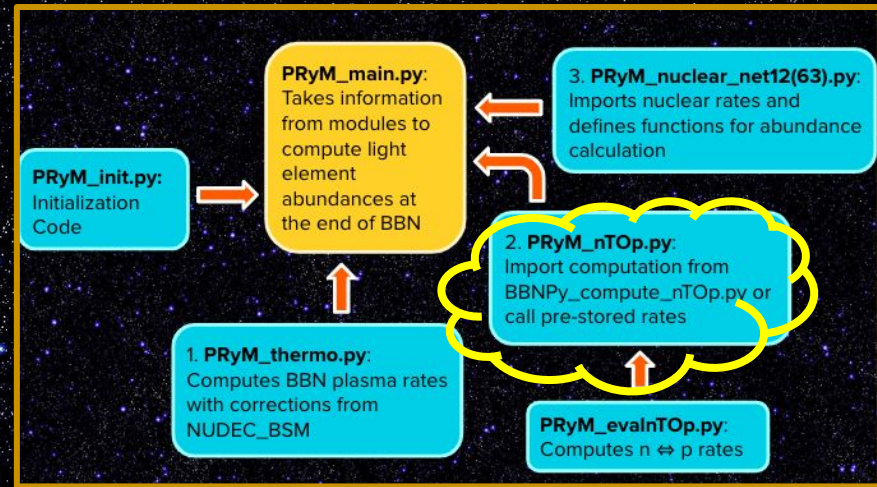 PRyM_main.py:
Takes information
from modules to
compute light
element
abundances at
the end of BBN
3. PRyM_nuclear_net12(63).py:
Imports nuclear rates and
defines functions for abundance
calculation
PRyM_init.py:
Initialization
Code
2. PRyM_nTOp.py:
Import computation from
BBNPy_compute_nTOp.py or
call pre-stored rates
1. PRyM_thermo.py:
Computes BBN plasma rates
with corrections from
NUDEC_BSM
PRyM_evalnTOp.py:
Computes n ⇔ p rates